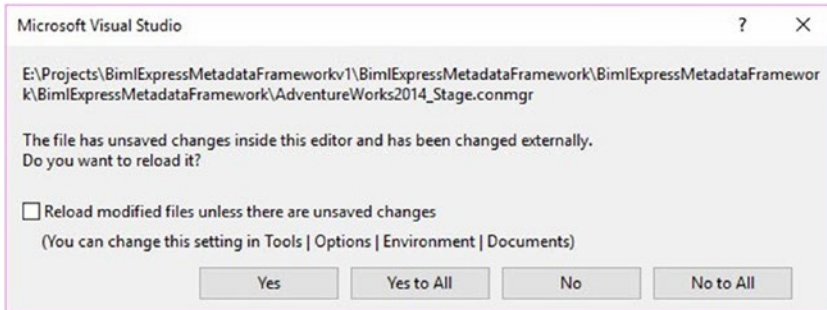 Microsoft Visual Studio ?
E:\Projects\BimlExpressMetadataFrameworkv1\BimlExpressMetadataFramework\BimlExpressMetadataFramewor
k\BimlExpressMetadataFramework\AdventureWorks2014_Stage.conmgr
The file has unsaved changes inside this editor and has been changed externally.
Do you want to reload it?
Reload modified files unless there are unsaved changes
(You can change this setting in Tools | Options | Environment | Documents)
Yes Yes to All No No to All